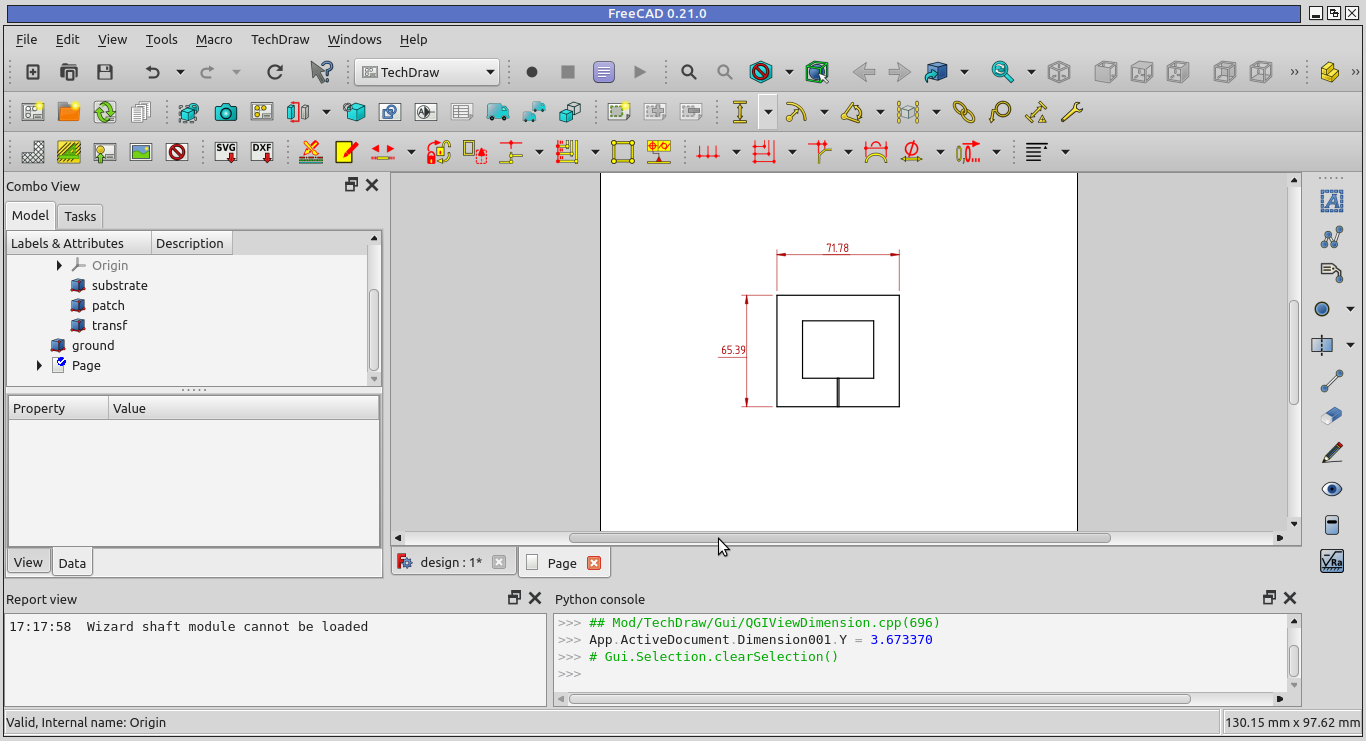 FreeCAD 0.21.0
File Edit View Tools Macro TechDraw Windows Help
TechDraw
SVG DXF
Combo View
Model Tasks
Labels & Attributes Description
Origin
substrate
patch
transf
ground
Page
Property Value
View Data
71.78
65.39
design : 1* Page
Report view
17:17:58 Wizard shaft module cannot be loaded
Python console
>>> ## Mod/TechDraw/Gui/QGIViewDimension.cpp(696)
>>> App.ActiveDocument.Dimension001.Y = 3.673370
>>> # Gui.Selection.clearSelection()
>>>
A
√Ra
Valid, Internal name: Origin
130.15 mm x 97.62 mm